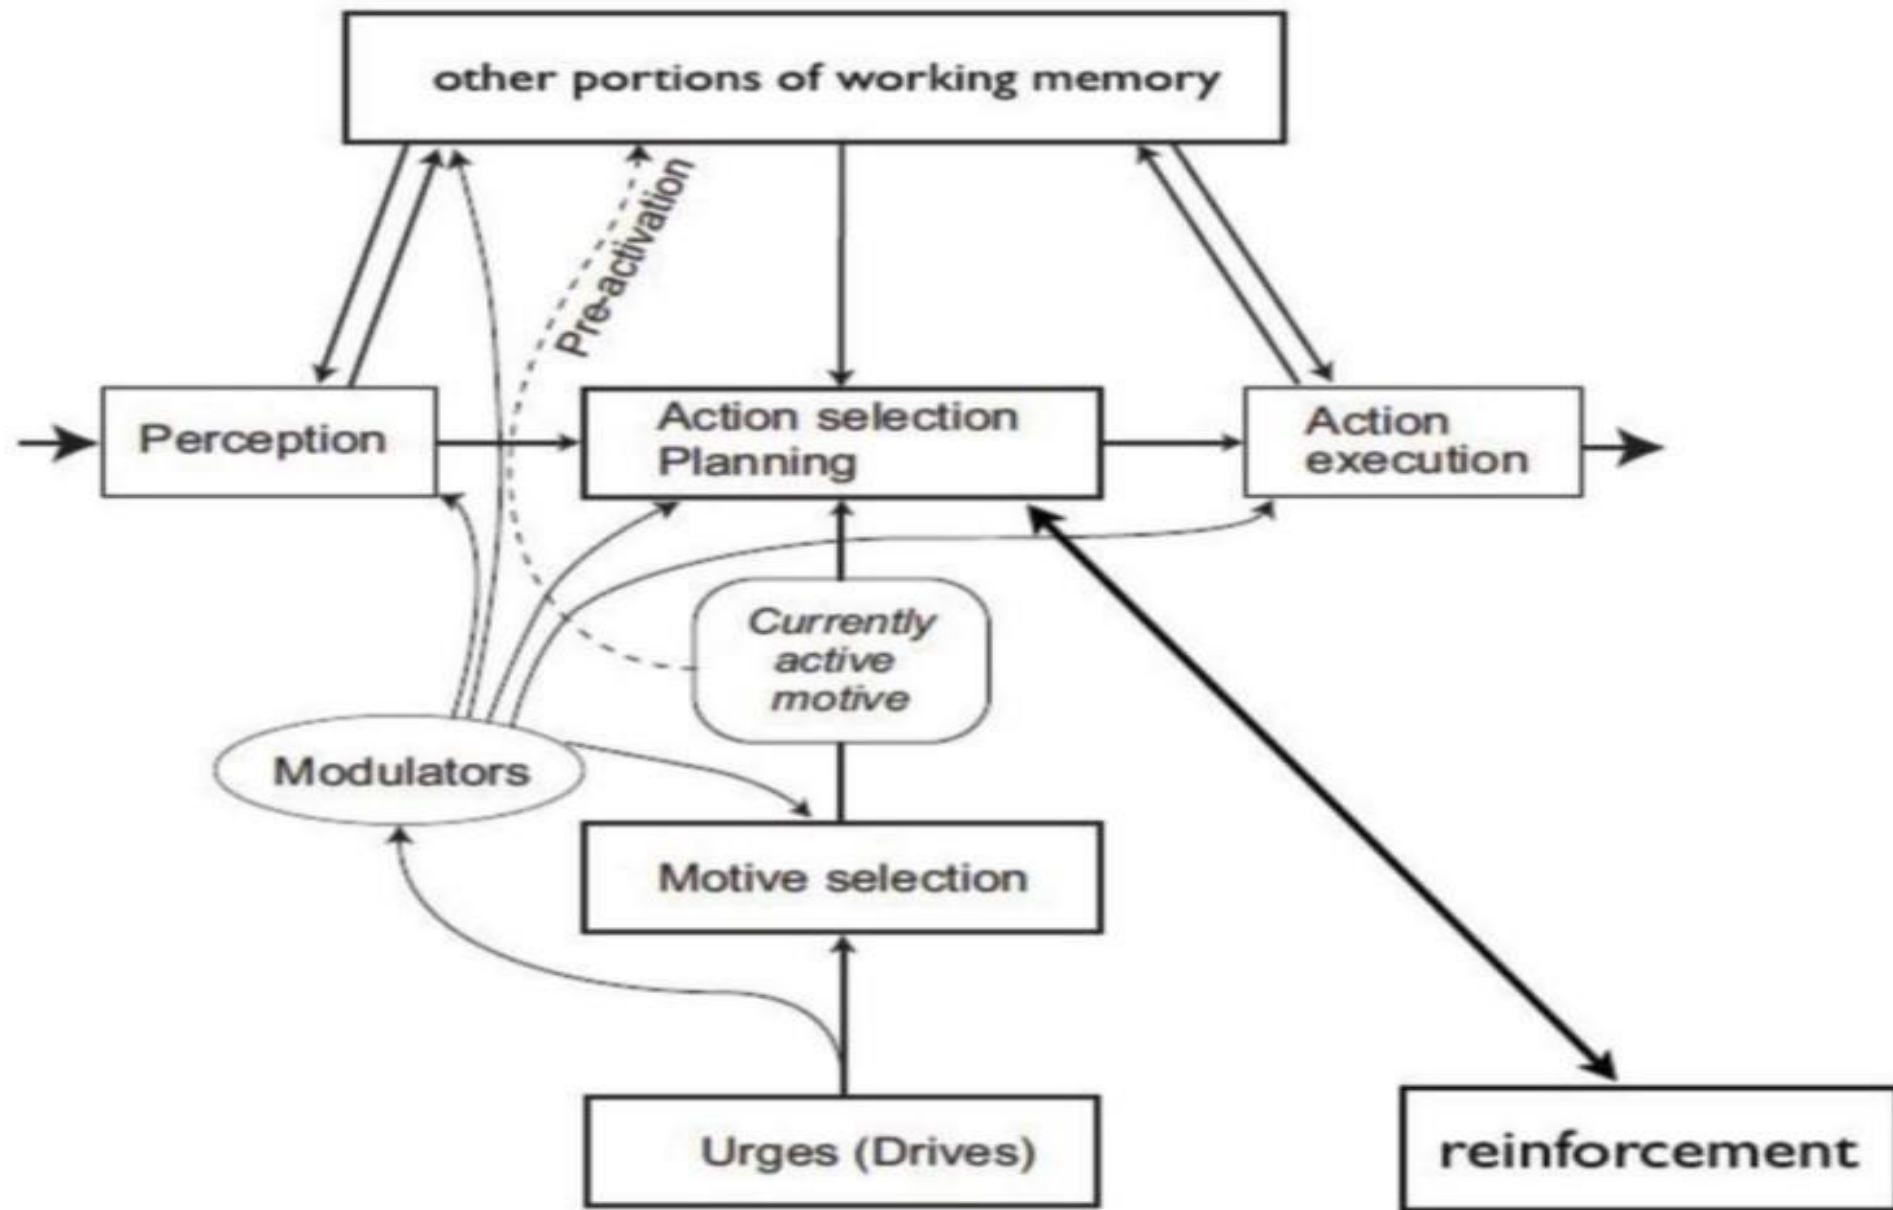 other portions of working memory
Pre-activation
Perception
Action selection
Planning
Action
execution
Currently
active
motive
Modulators
Motive selection
Urges (Drives)
reinforcement